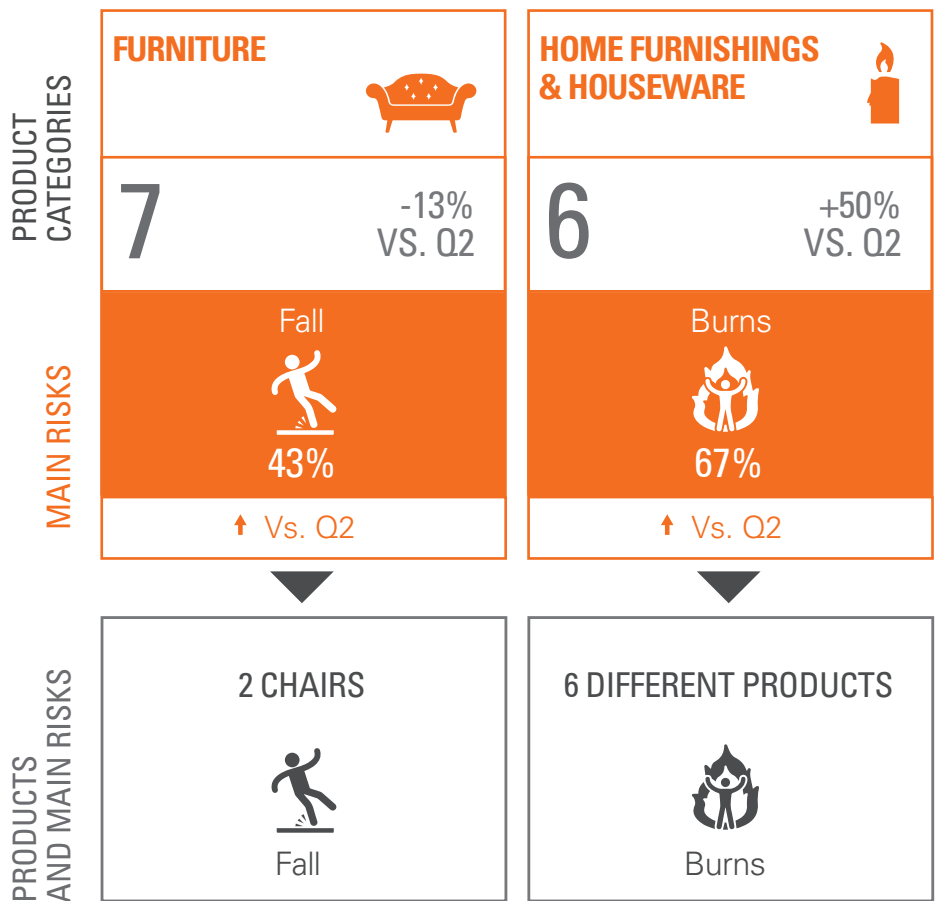 PRODUCT
CATEGORIES
FURNITURE
7
-13%
VS. Q2
HOME FURNISHINGS
& HOUSEWARE
6
+50%
VS. Q2
MAIN RISKS
Fall
43%
Vs. Q2
Burns
67%
Vs. Q2
PRODUCTS
AND MAIN RISKS
2 CHAIRS
Fall
6 DIFFERENT PRODUCTS
Burns